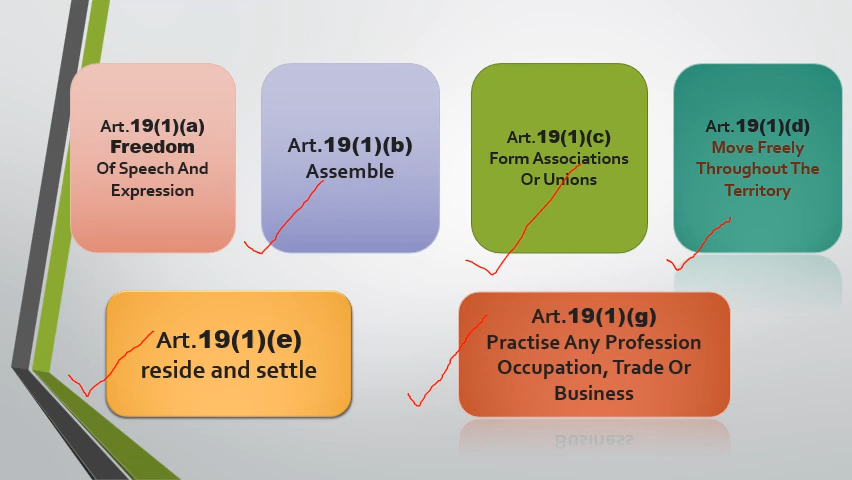 Art.19(1)(a)
Freedom
Of Speech And
Expression
Art.19(1)(b)
Assemble
Art.19(1)(c)
Form Associations
Or Unions
Art.19(1)(d)
Move Freely
Throughout The
Territory
Art.19(1)(e)
reside and settle
Art.19(1)(g)
Practise Any Profession
Occupation, Trade Or
Business